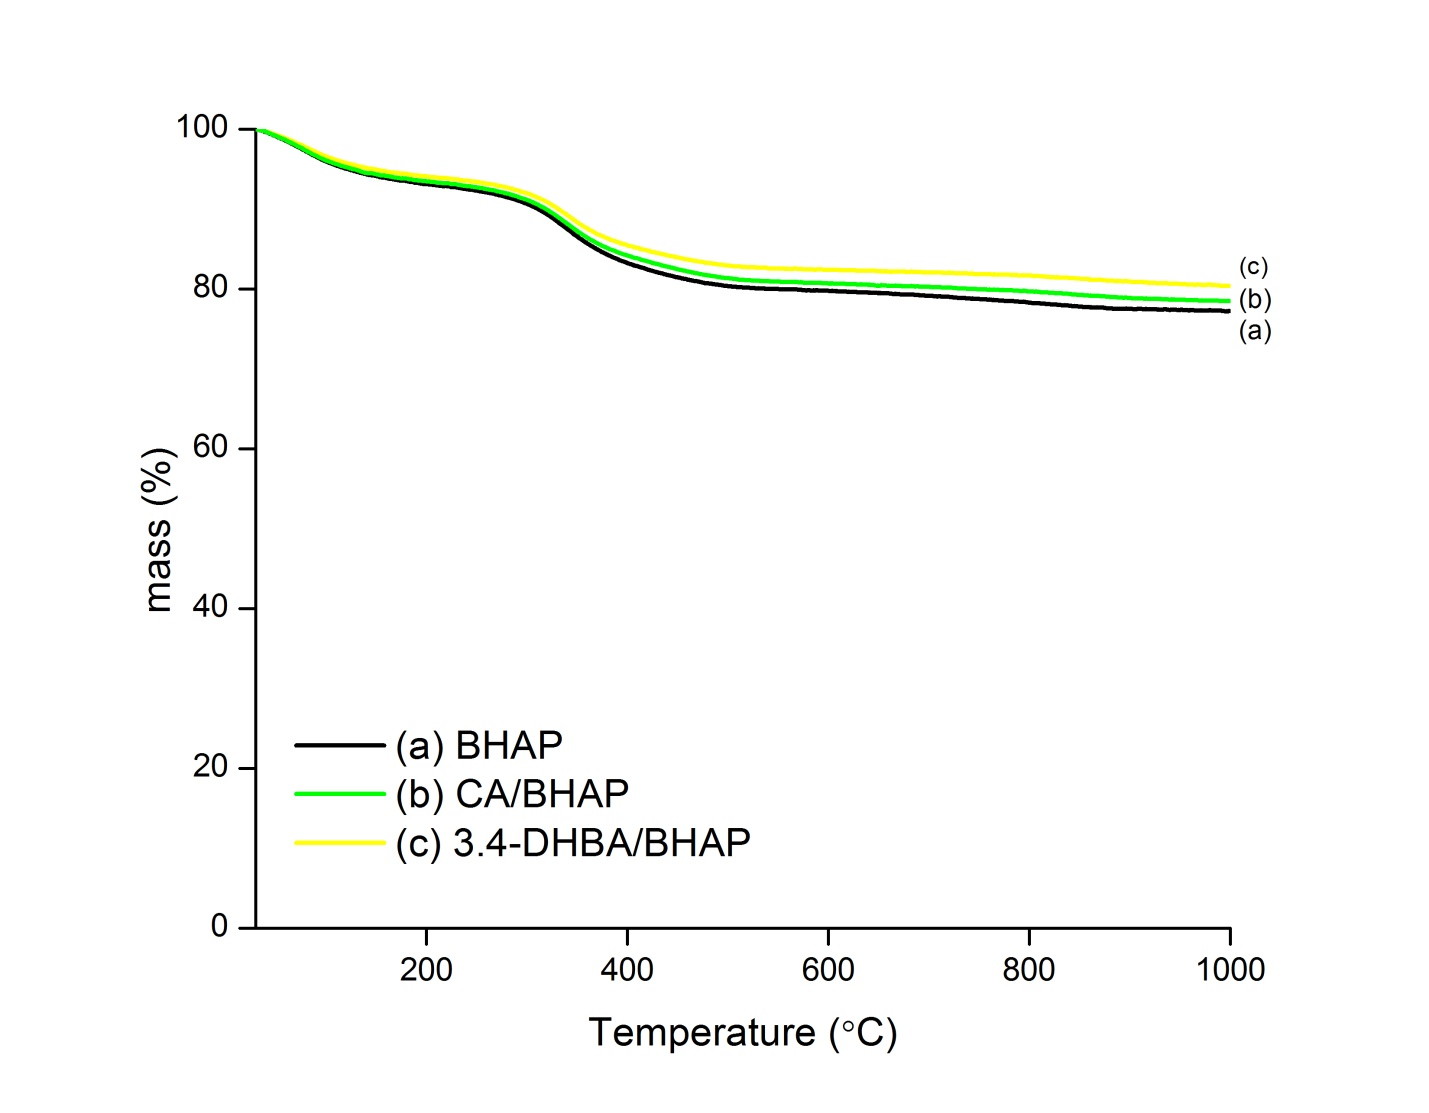 100
80
60
40
20
0
mass (%)
(c)
(b)
(a)
(a) BHAP
(b) CA/BHAP
(c) 3.4-DHBA/BHAP
200 400 600 800 1000
Temperature (°C)